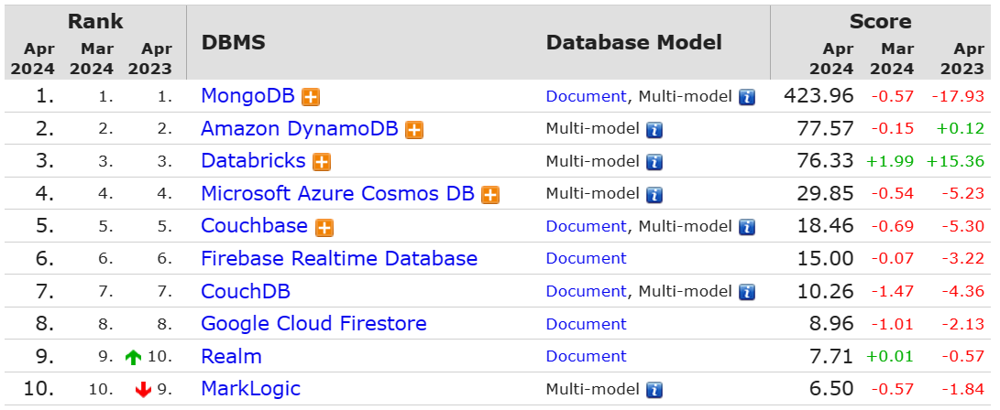 Rank DBMS Database Model Score
Apr 2024 Mar 2024 Apr 2023 Apr 2024 Mar 2024 Apr 2023
1. 1. 1. MongoDB Document, Multi-model 423.96 -0.57 -17.93
2. 2. 2. Amazon DynamoDB Multi-model 77.57 -0.15 +0.12
3. 3. 3. Databricks Multi-model 76.33 +1.99 +15.36
4. 4. 4. Microsoft Azure Cosmos DB Multi-model 29.85 -0.54 -5.23
5. 5. 5. Couchbase Document, Multi-model 18.46 -0.69 -5.30
6. 6. 6. Firebase Realtime Database Document 15.00 -0.07 -3.22
7. 7. 7. CouchDB Document, Multi-model 10.26 -1.47 -4.36
8. 8. 8. Google Cloud Firestore Document 8.96 -1.01 -2.13
9. 9. 10. Realm Document 7.71 +0.01 -0.57
10. 10. 9. MarkLogic Multi-model 6.50 -0.57 -1.84